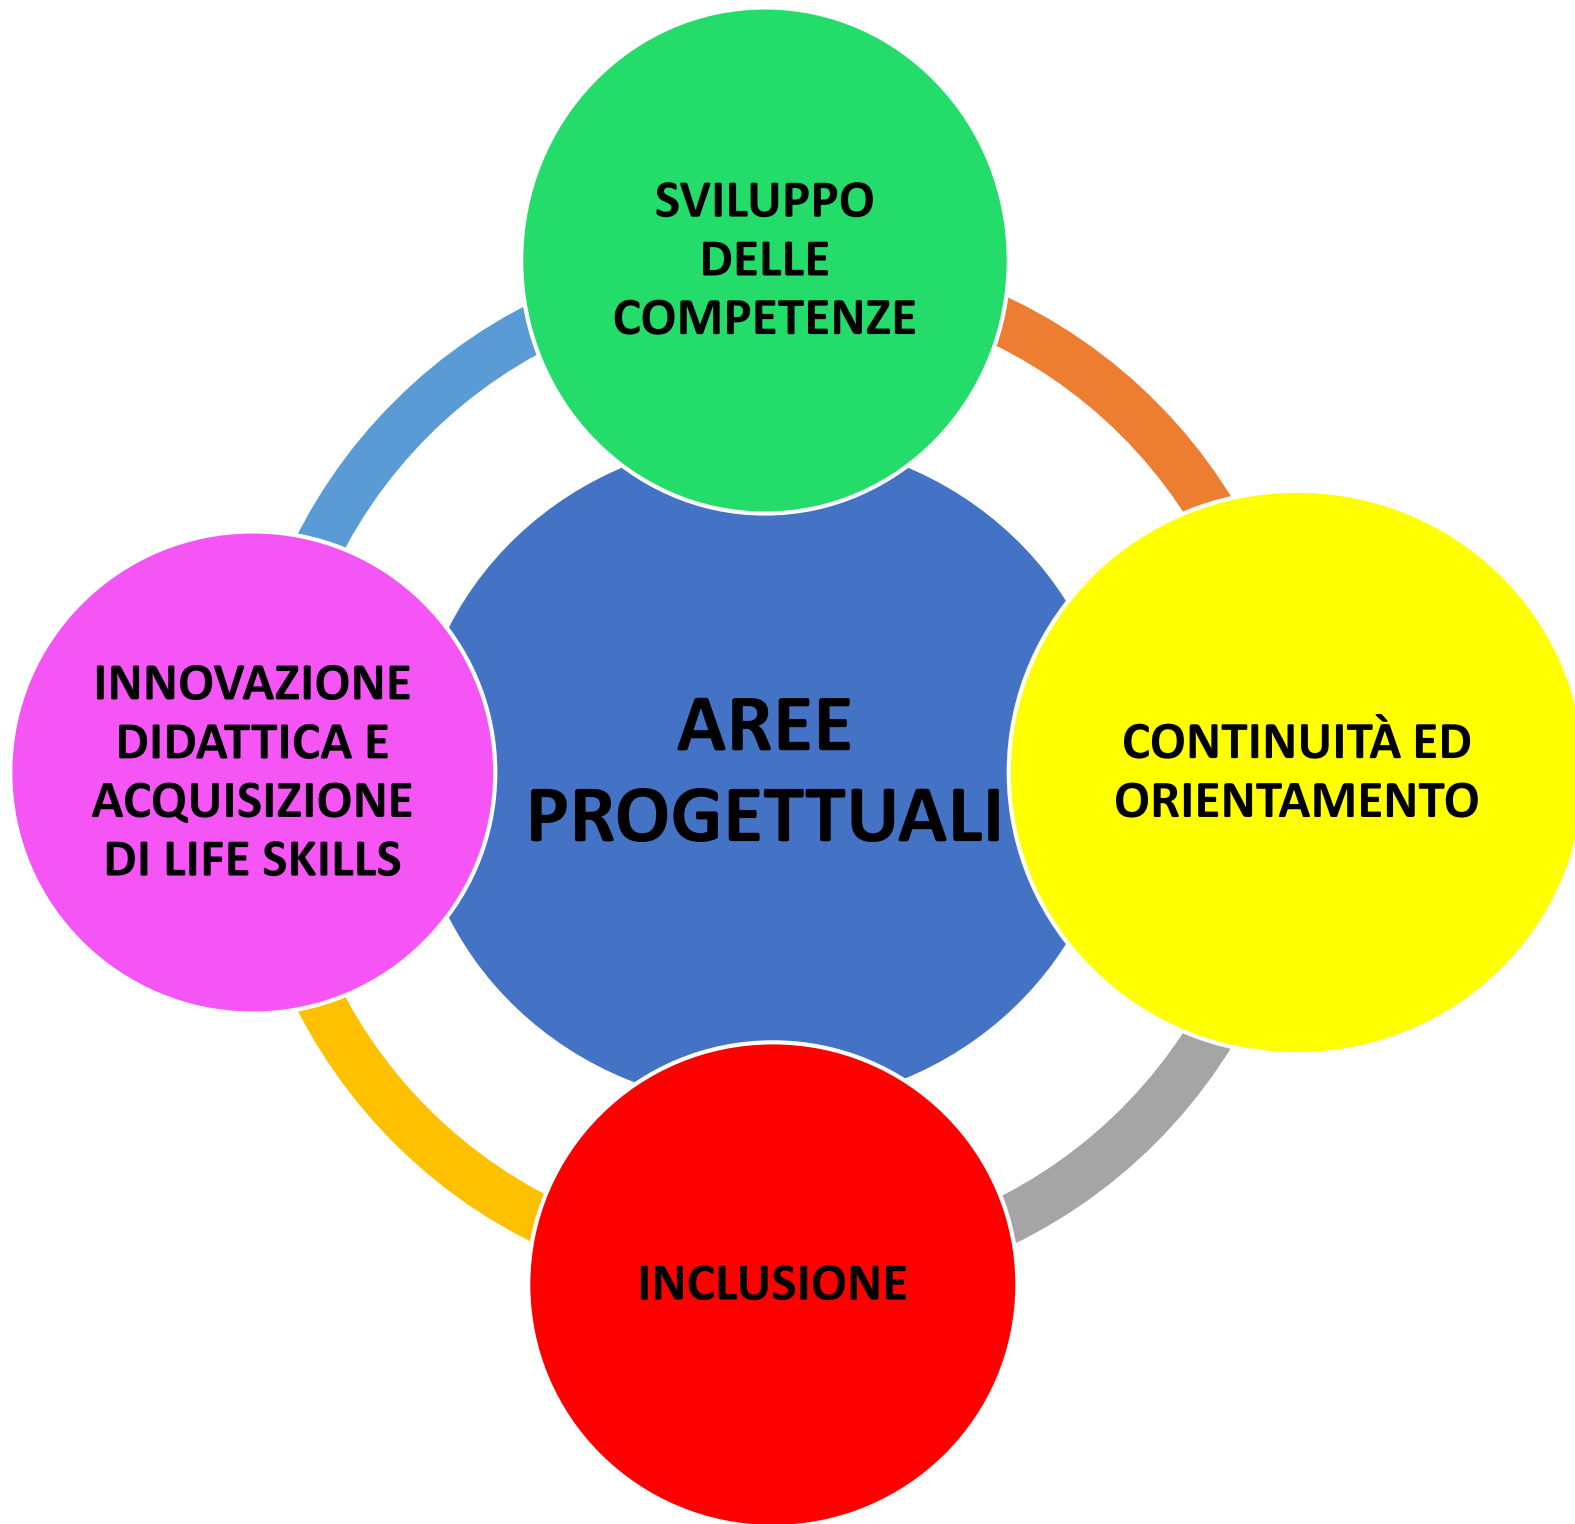 SVILUPPO
DELLE
COMPETENZE
INNOVAZIONE
DIDATTICA E
ACQUISIZIONE
DI LIFE SKILLS
AREE
PROGETTUALI
CONTINUITÀ ED
ORIENTAMENTO
INCLUSIONE